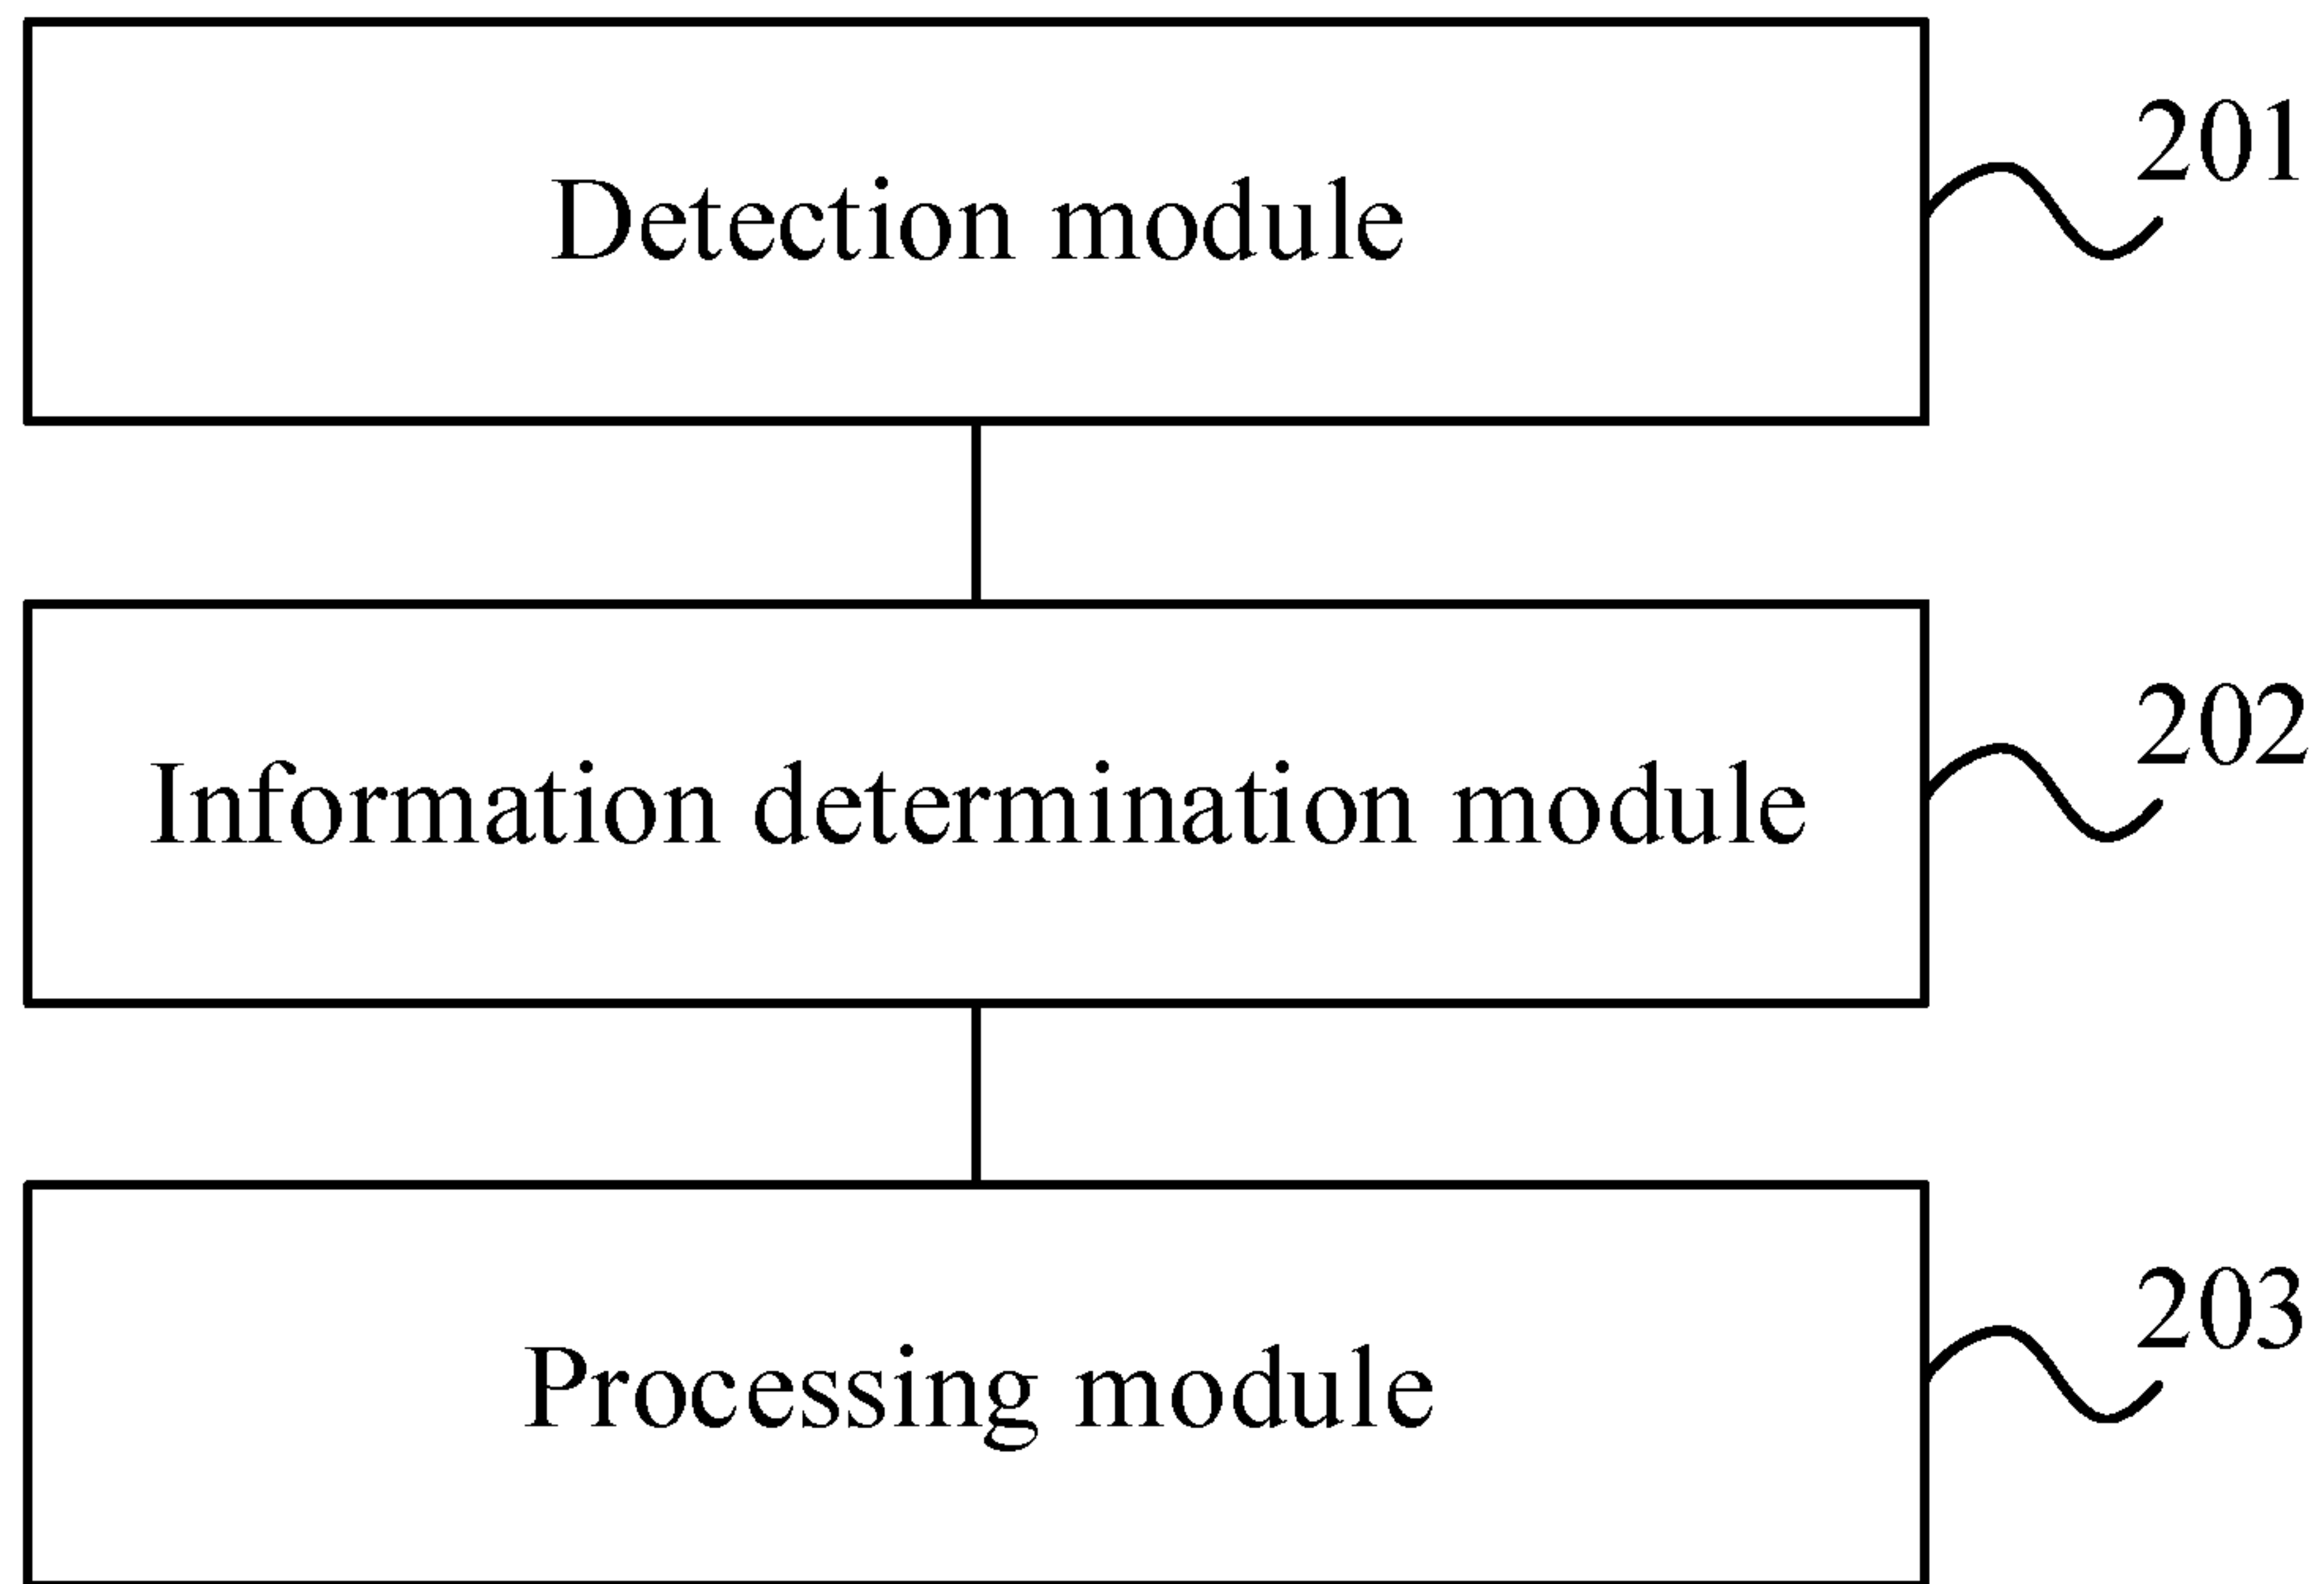 Detection module
201
Information determination module
202
Processing module
203